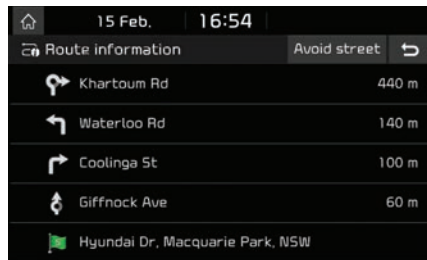 15 Feb. 16:54
Route information Avoid street
Khartoum Rd 440 m
Waterloo Rd 140 m
Coolinga St 100 m
Giffnock Ave 60 m
Hyundai Dr, Macquarie Park, NSW